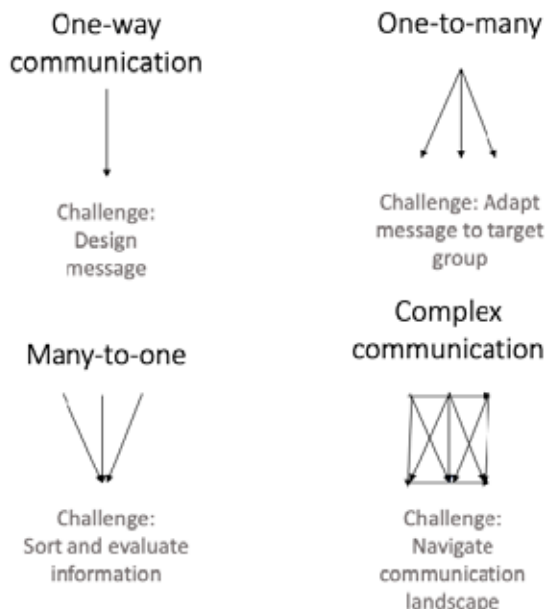 One-way
communication
Challenge:
Design
message
One-to-many
Challenge: Adapt
message to target
group
Many-to-one
Challenge:
Sort and evaluate
information
Complex
communication
Challenge:
Navigate
communication
landscape